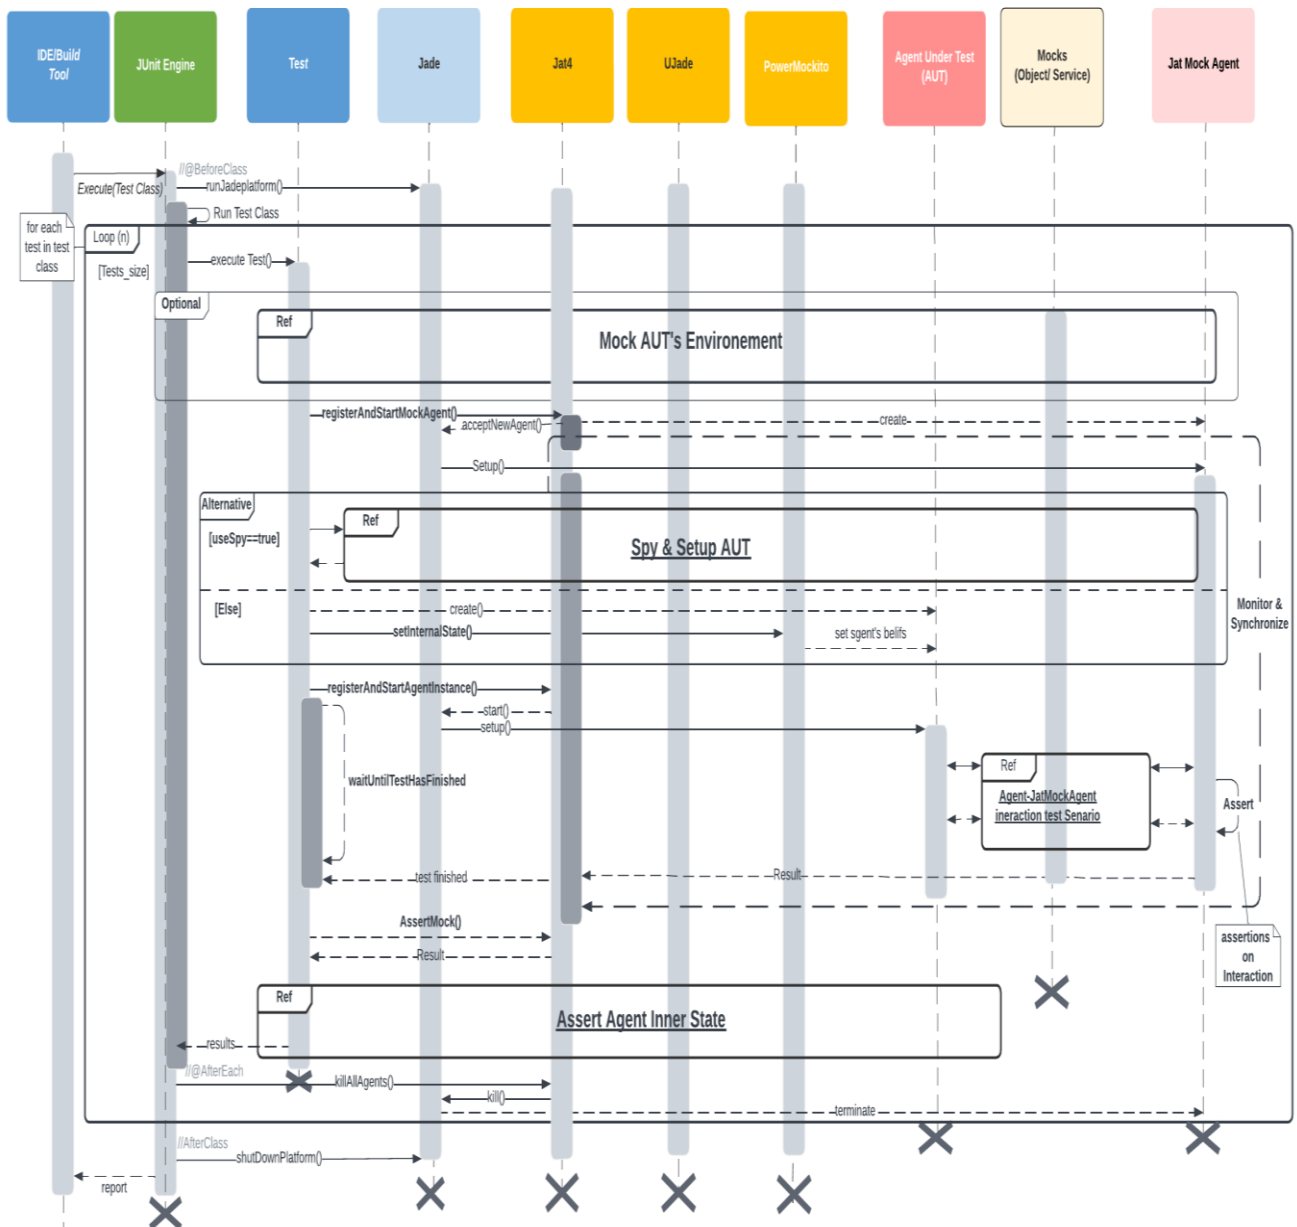 IDE/Build
Tool
JUnit Engine
Test
Jade
Jat4
UJade
PowerMockito
Agent Under Test
(AUT)
Mocks
(Object/ Service)
Jat Mock Agent
//@BeforeClass
Execute(Test Class)
runJadeplatform()
Run Test Class
for each
test in test
class
Loop (n)
[Tests_size]
execute Test()
Optional
Ref
Mock AUT's Environement
registerAndStartMockAgent()
acceptNewAgent()
create
Setup()
Alternative
[useSpy==true]
Ref
Spy & Setup AUT
[Else]
create()
setInternalState()
set sgent's belifs
Monitor &
Synchronize
registerAndStartAgentInstance()
start()
setup()
waitUntilTestHasFinished
Ref
Agent-JatMockAgent
ineraction test Senario
Assert
Result
test finished
AssertMock()
Result
assertions
on
Interaction
Ref
Assert Agent Inner State
results
//@AfterEach
killAllAgents()
kill()
terminate
//AfterClass
shutDownPlatform()
report